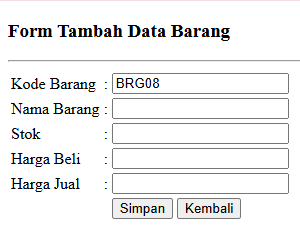 Form Tambah Data Barang
Kode Barang : BRG08
Nama Barang :
Stok :
Harga Beli :
Harga Jual :
Simpan Kembali